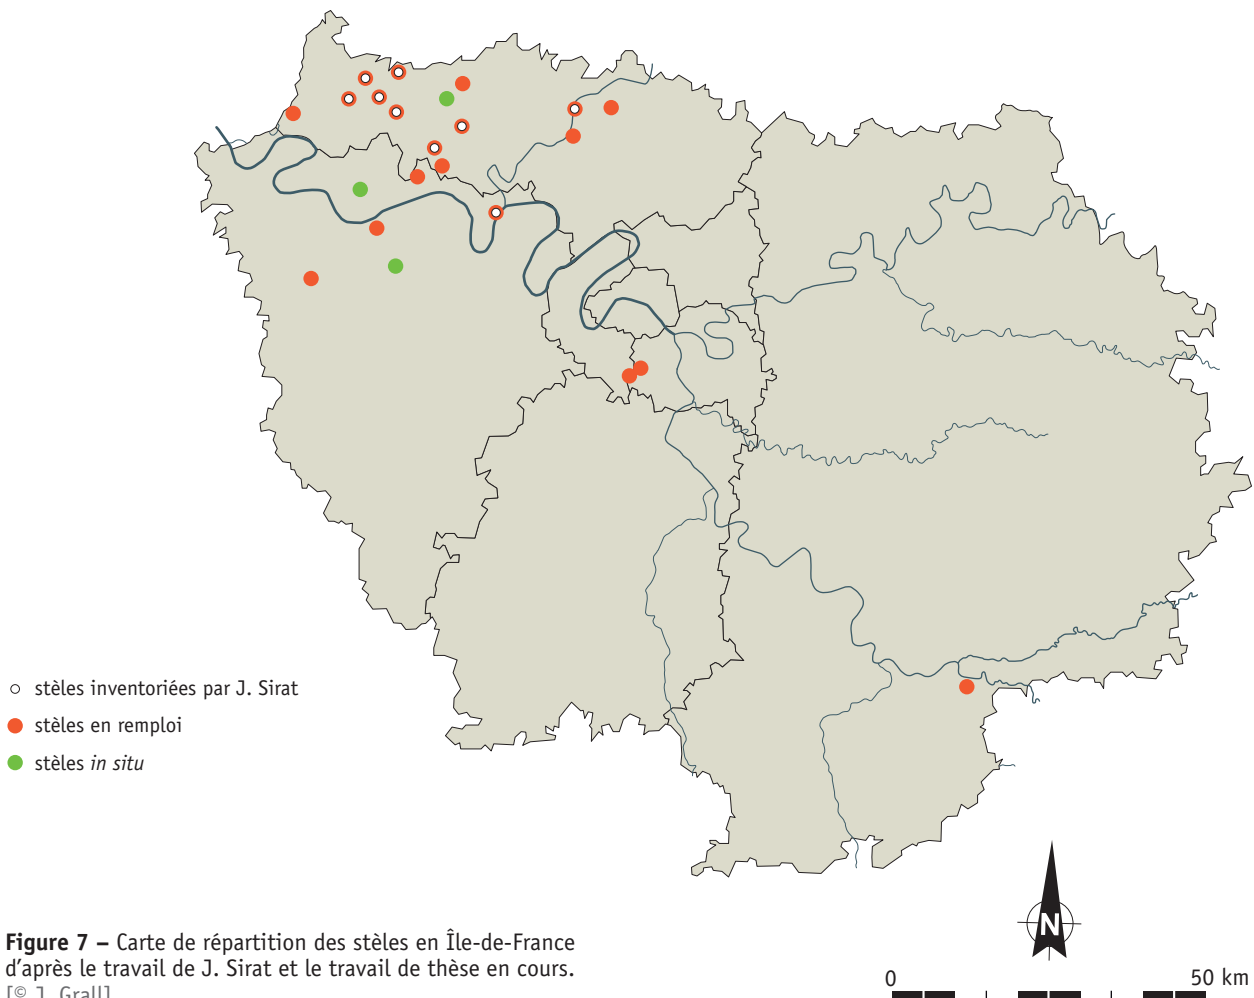 stèles inventoriées par J. Sirat
stèles en remploi
stèles in situ
N
0 50 km
Figure 7 – Carte de répartition des stèles en Île-de-France
d’après le travail de J. Sirat et le travail de thèse en cours.
[© J. Grall]